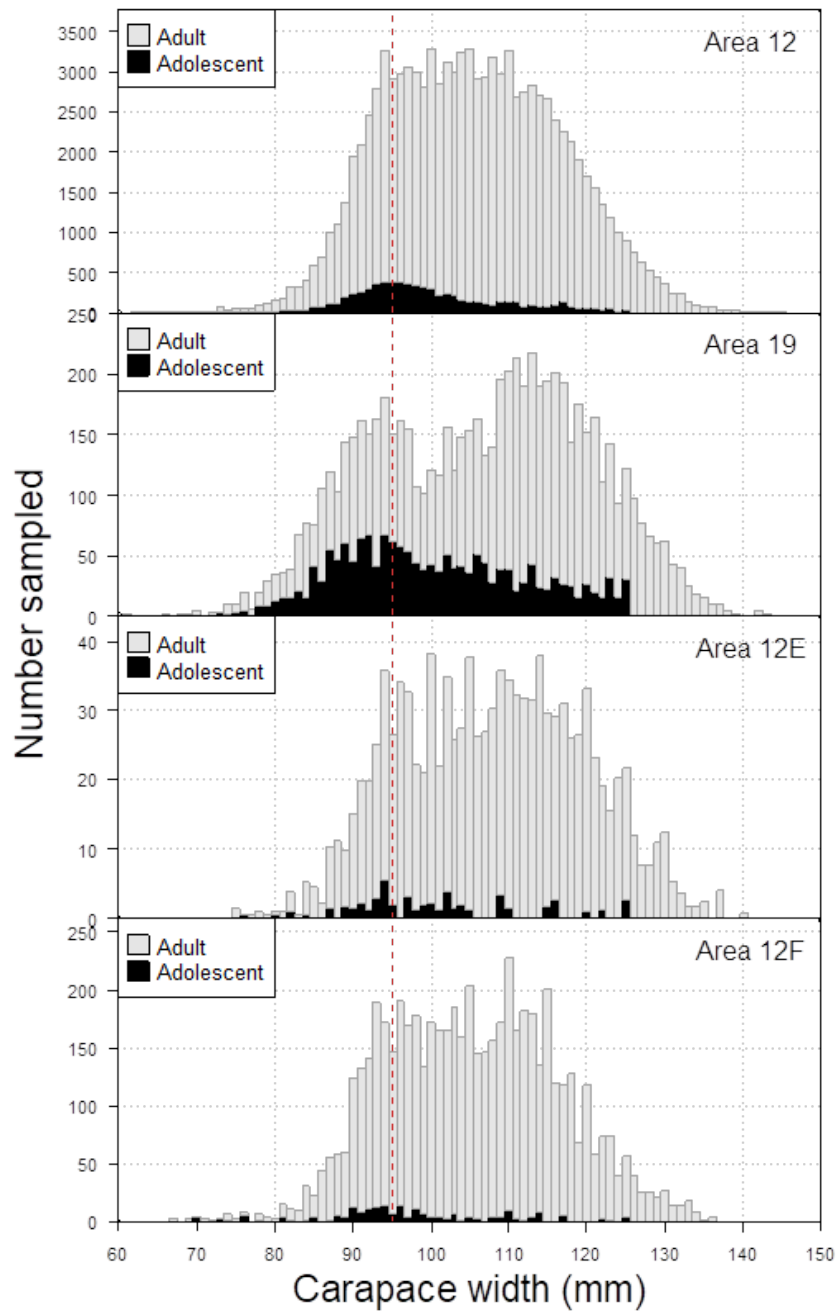 Number sampled
3500
3000
2500
2000
1500
1000
500
0
Adult
Adolescent
Area 12
250
200
150
100
50
0
Adult
Adolescent
Area 19
40
30
20
10
0
Adult
Adolescent
Area 12E
250
200
150
100
50
0
Adult
Adolescent
Area 12F
60 70 80 90 100 110 120 130 140 150
Carapace width (mm)